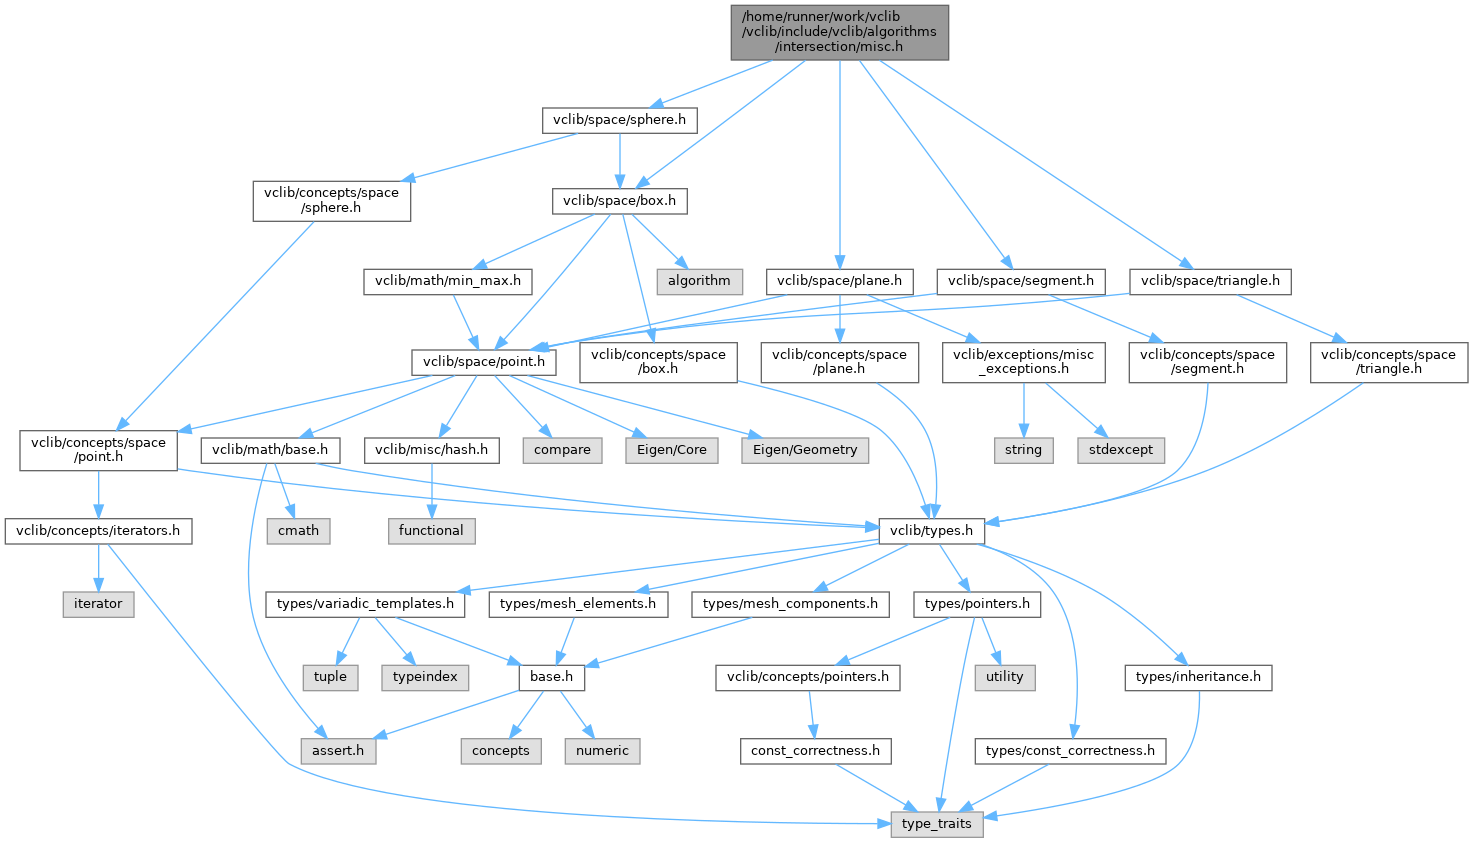 /home/runner/work/vclib
/vclib/include/vclib/algorithms
/intersection/misc.h
vclib/space/sphere.h
vclib/concepts/space
/sphere.h
vclib/space/box.h
vclib/math/min_max.h
algorithm
vclib/space/plane.h
vclib/space/segment.h
vclib/space/triangle.h
vclib/space/point.h
vclib/concepts/space
/box.h
vclib/concepts/space
/plane.h
vclib/exceptions/misc
_exceptions.h
vclib/concepts/space
/segment.h
vclib/concepts/space
/triangle.h
vclib/concepts/space
/point.h
vclib/math/base.h
vclib/misc/hash.h
compare
Eigen/Core
Eigen/Geometry
string
stdexcept
vclib/concepts/iterators.h
cmath
functional
vclib/types.h
iterator
types/variadic_templates.h
types/mesh_elements.h
types/mesh_components.h
types/pointers.h
tuple
typeindex
base.h
vclib/concepts/pointers.h
utility
types/inheritance.h
assert.h
concepts
numeric
const_correctness.h
types/const_correctness.h
type_traits